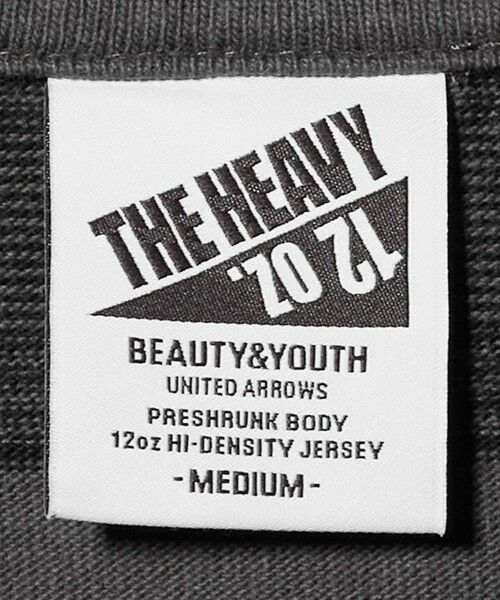 THE HEAVY
12 OZ.
BEAUTY&YOUTH
UNITED ARROWS
PRESHRUNK BODY
12oz HI-DENSITY JERSEY
-MEDIUM-